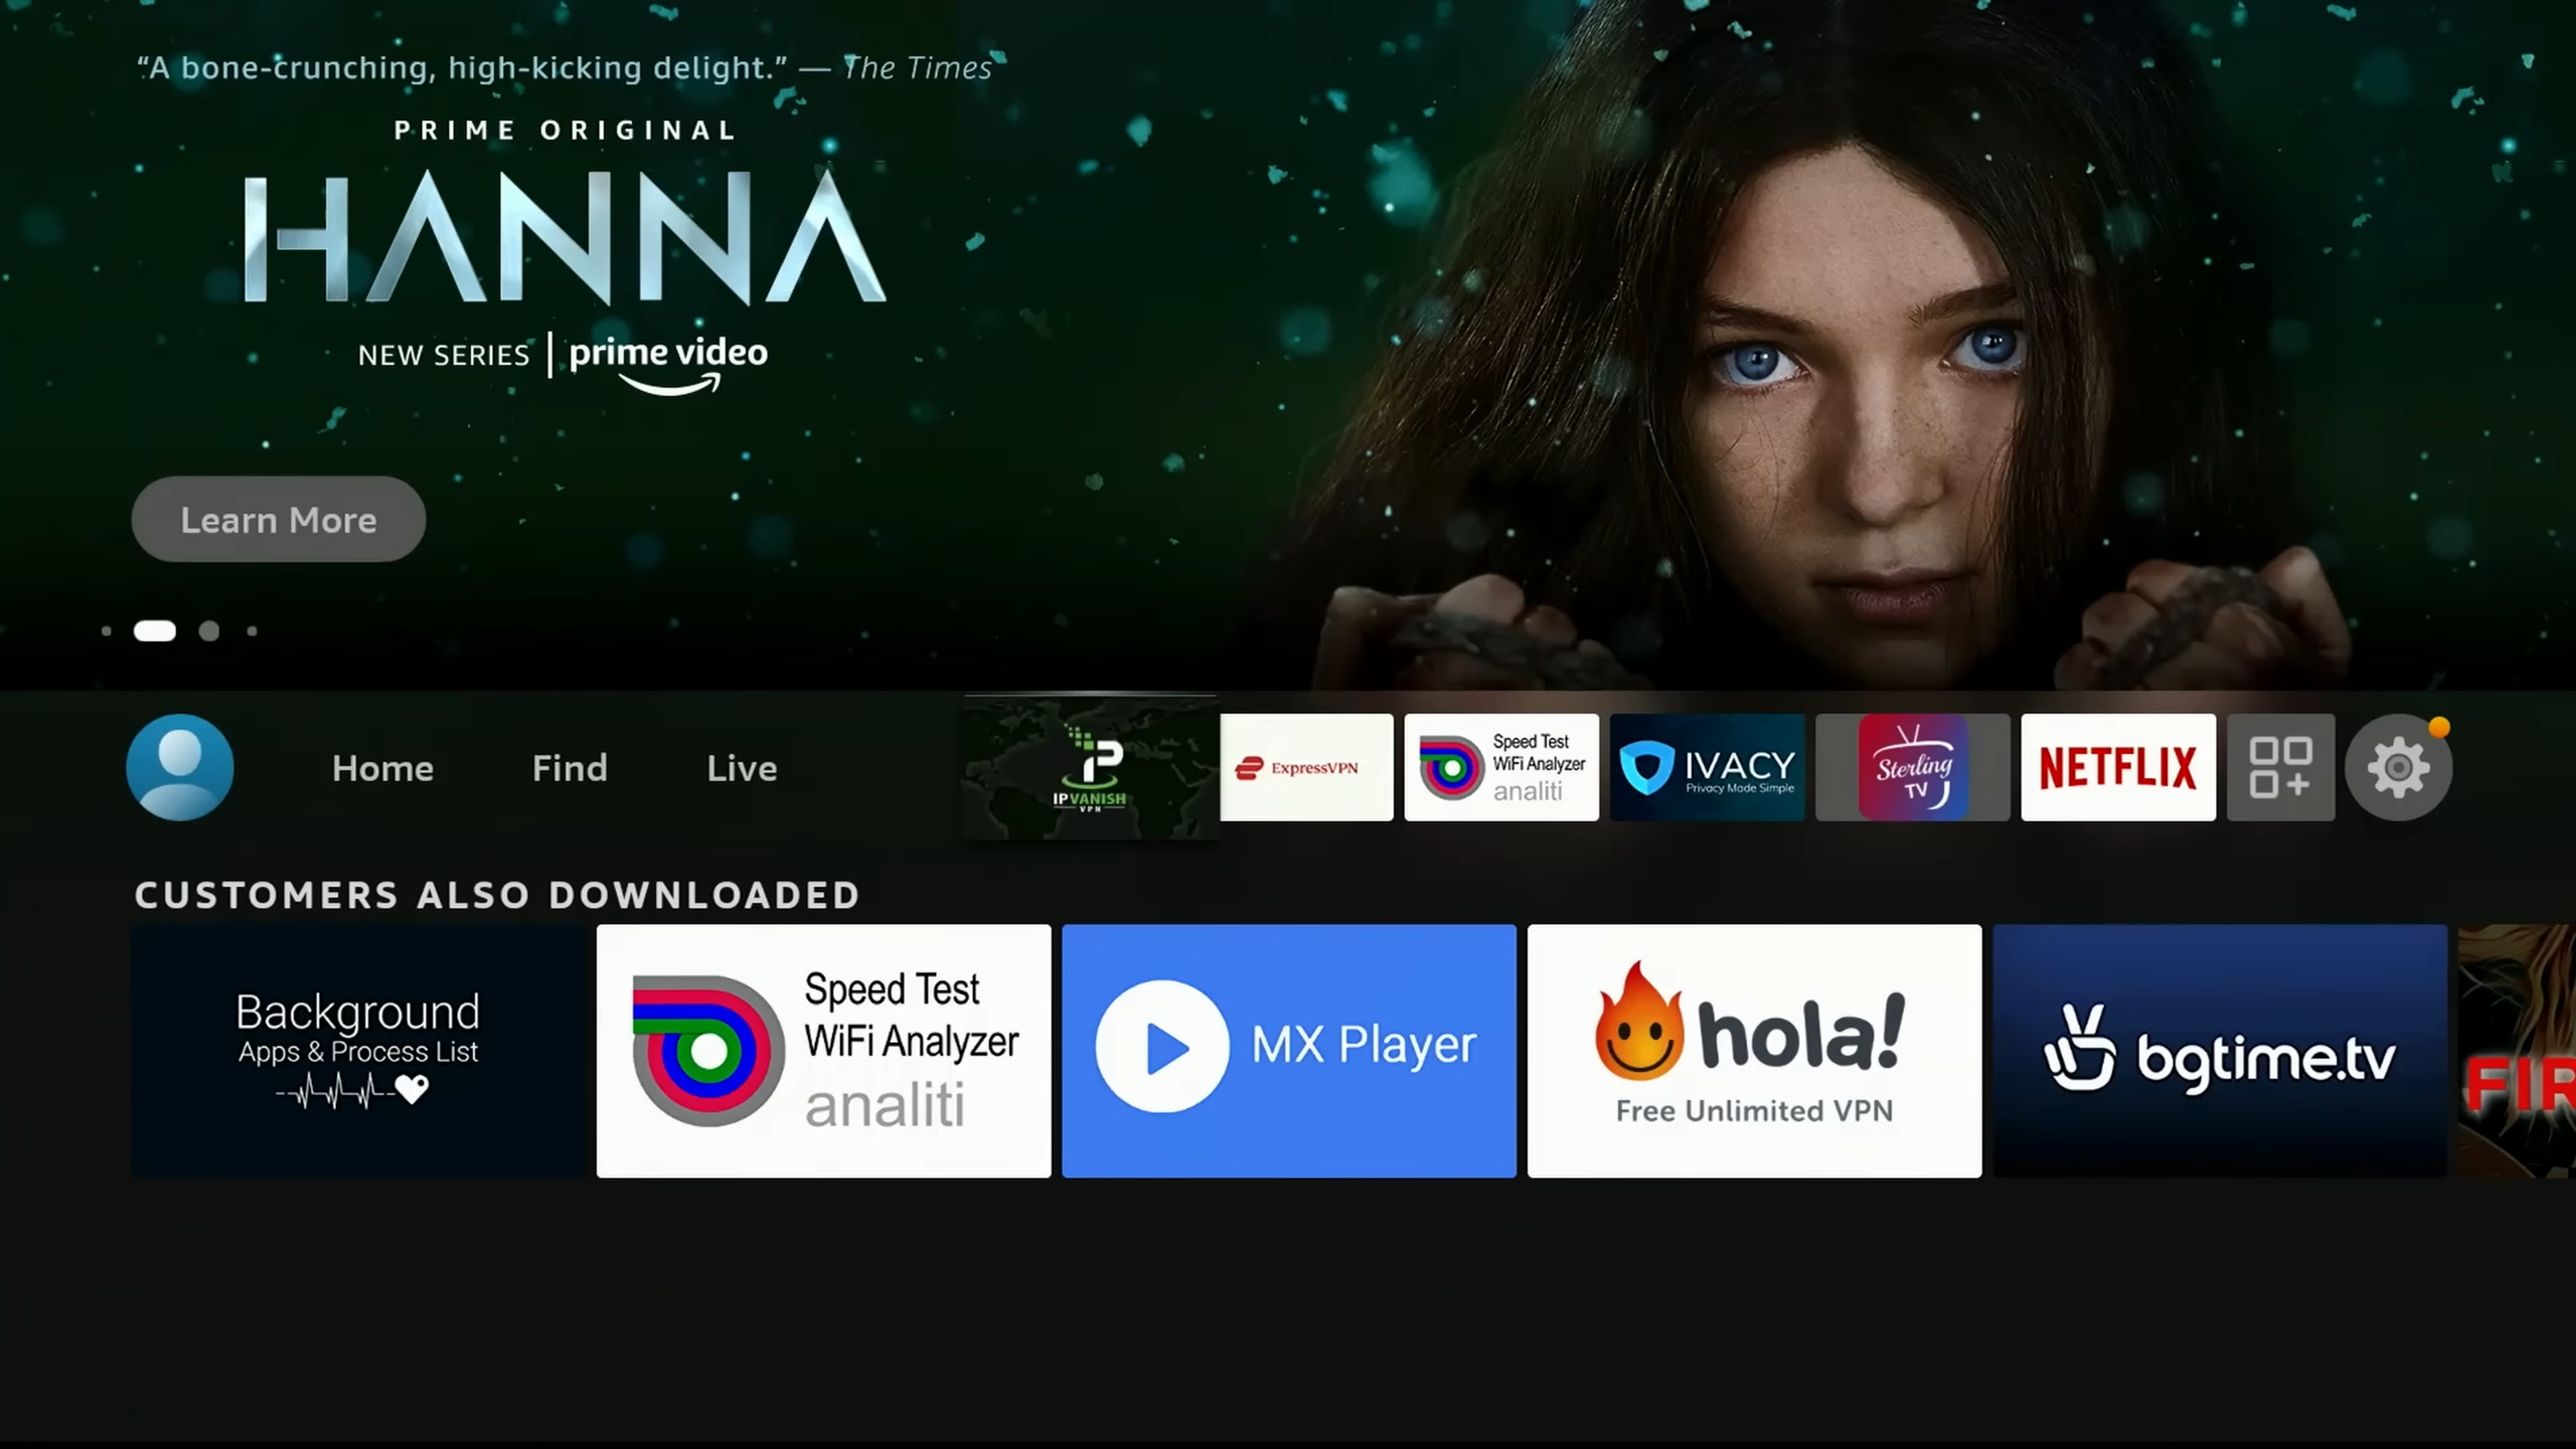 “A bone-crunching, high-kicking delight.” — The Times
PRIME ORIGINAL
HANNA
NEW SERIES | prime video
Learn More
Home
Find
Live
IPVANISH
VPN
ExpressVPN
Speed Test
WiFi Analyzer
analiti
IVACY
Privacy Made Simple
Sterling
TV
NETFLIX
CUSTOMERS ALSO DOWNLOADED
Background
Apps & Process List
Speed Test
WiFi Analyzer
analiti
MX Player
hola!
Free Unlimited VPN
bgtime.tv
FIR